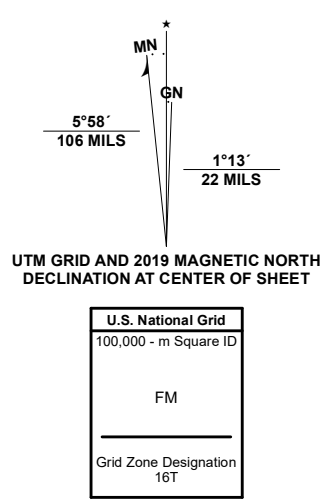 MN
GN
5°58´
106 MILS
1°13´
22 MILS
UTM GRID AND 2019 MAGNETIC NORTH
DECLINATION AT CENTER OF SHEET
U.S. National Grid
100,000 - m Square ID
FM
Grid Zone Designation
16T